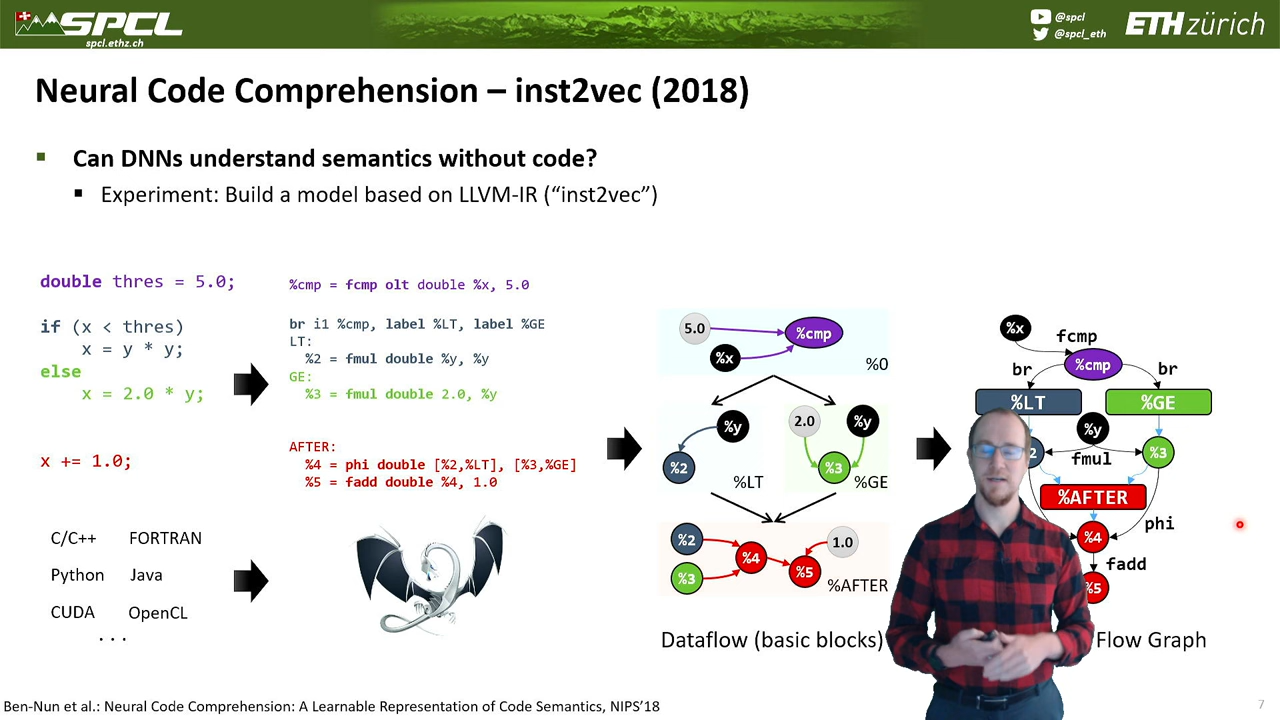 SPCL
spcl.ethz.ch
@spcl
@spcl_eth
ETH zürich
Neural Code Comprehension – inst2vec (2018)
Can DNNs understand semantics without code?
Experiment: Build a model based on LLVM-IR (“inst2vec”)
double thres = 5.0;
if (x < thres)
x = y * y;
else
x = 2.0 * y;
x += 1.0;
%cmp = fcmp olt double %x, 5.0
br i1 %cmp, label %LT, label %GE
LT:
%2 = fmul double %y, %y
GE:
%3 = fmul double 2.0, %y
AFTER:
%4 = phi double [%2,%LT], [%3,%GE]
%5 = fadd double %4, 1.0
C/C++ FORTRAN
Python Java
CUDA OpenCL
...
5.0
%cmp
%x
%0
%y
%2
%LT
2.0
%y
%3
%GE
%2
%3
%4
%5
1.0
%AFTER
Dataflow (basic blocks)
%x
fcmp
%cmp
br
br
%LT
%GE
%y
2
fmul
%3
%AFTER
phi
%4
fadd
%5
Flow Graph
Ben-Nun et al.: Neural Code Comprehension: A Learnable Representation of Code Semantics, NIPS’18
7